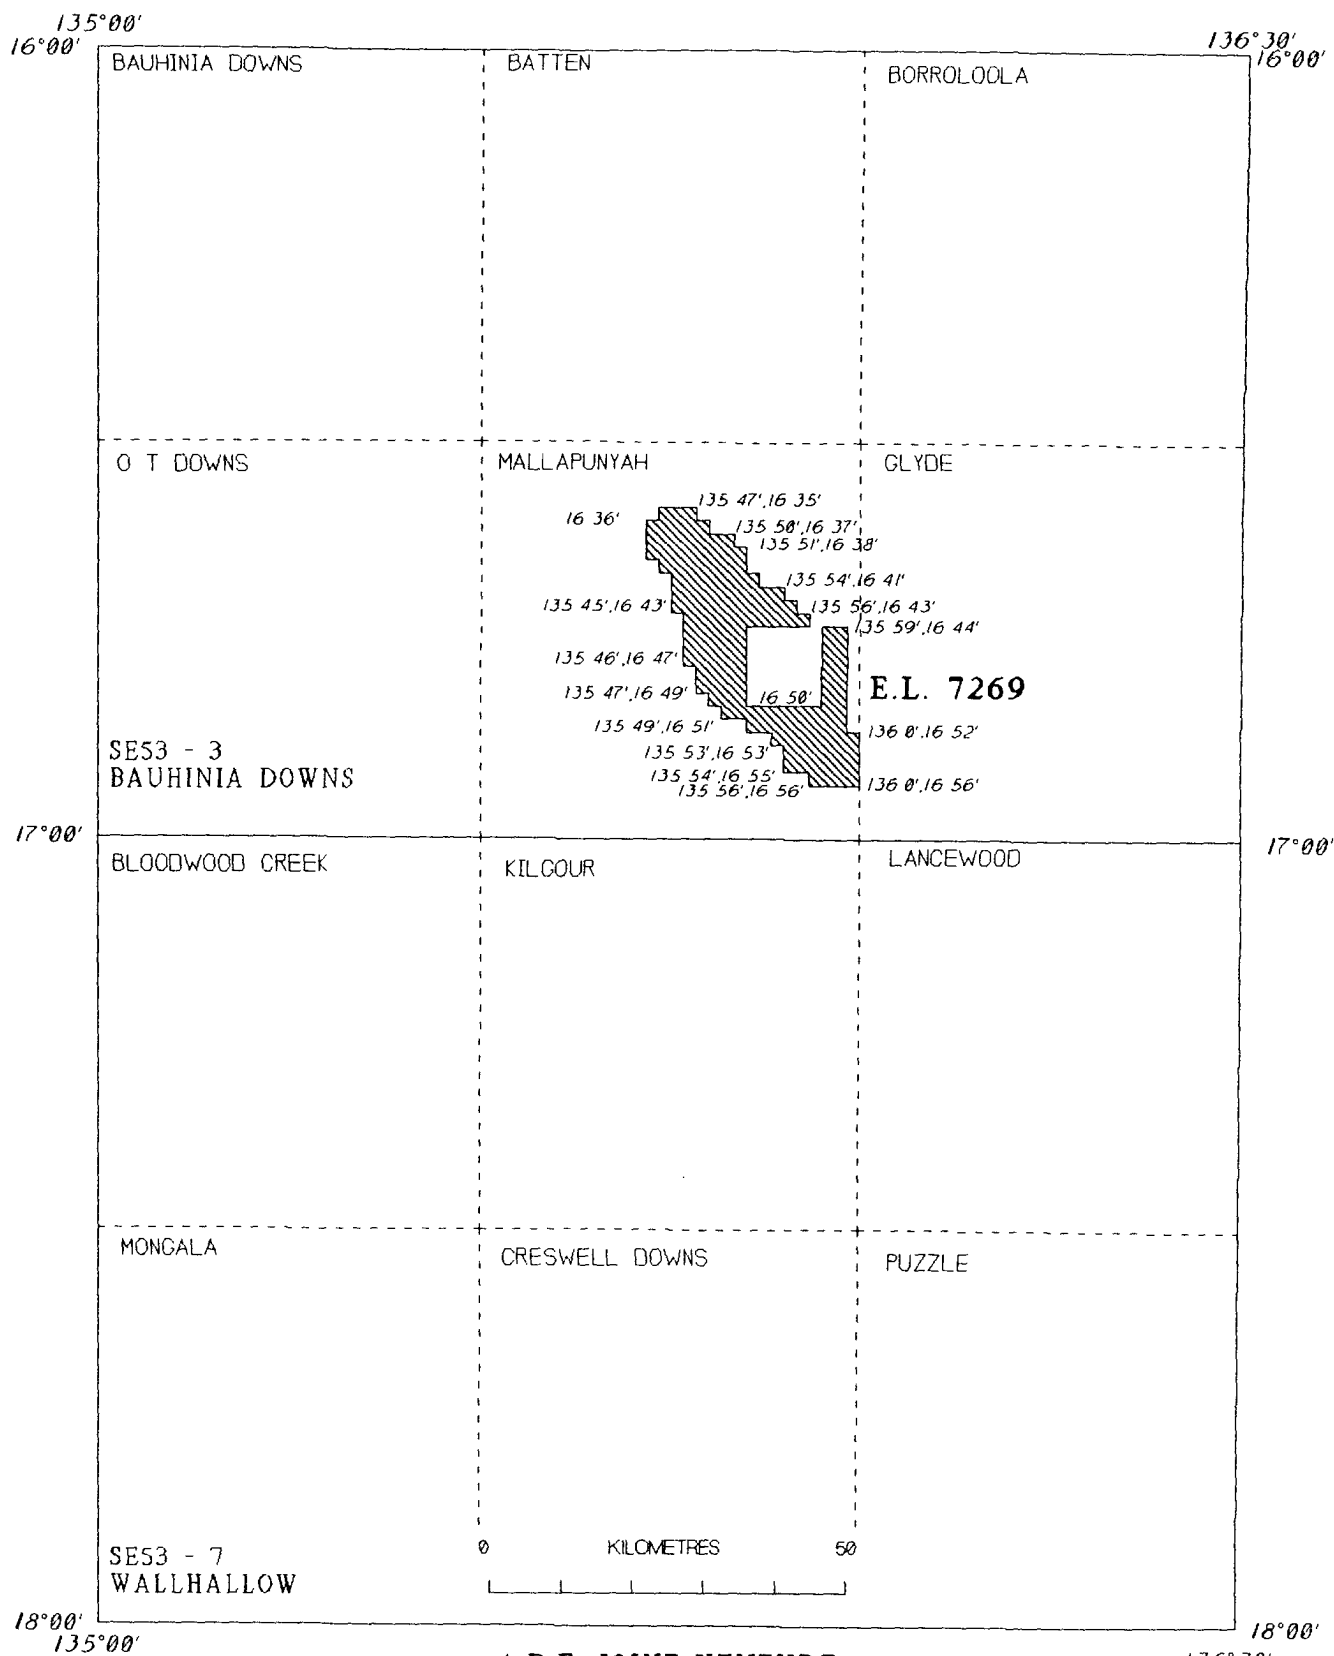 135°00'
16°00'
136°30'
16°00'
BAUHINIA DOWNS
BATTEN
BORROLOOLA
O T DOWNS
MALLAPUNYAH
GLYDE
135 47',16 35'
16 36'
135 50',16 37'
135 51',16 38'
135 54',16 41'
135 45',16 43'
135 56',16 43'
135 59',16 44'
135 46',16 47'
E.L. 7269
135 47',16 49'
16 50'
135 49',16 51'
136 0',16 52'
135 53',16 53'
135 54',16 55'
135 56',16 56'
136 0',16 56'
SE53 - 3
BAUHINIA DOWNS
17°00'
17°00'
BLOODWOOD CREEK
KILGOUR
LANCEWOOD
MONGALA
CRESWELL DOWNS
PUZZLE
0 KILOMETRES 50
SE53 - 7
WALLHALLOW
18°00'
135°00'
18°00'
JOINT VENTURE